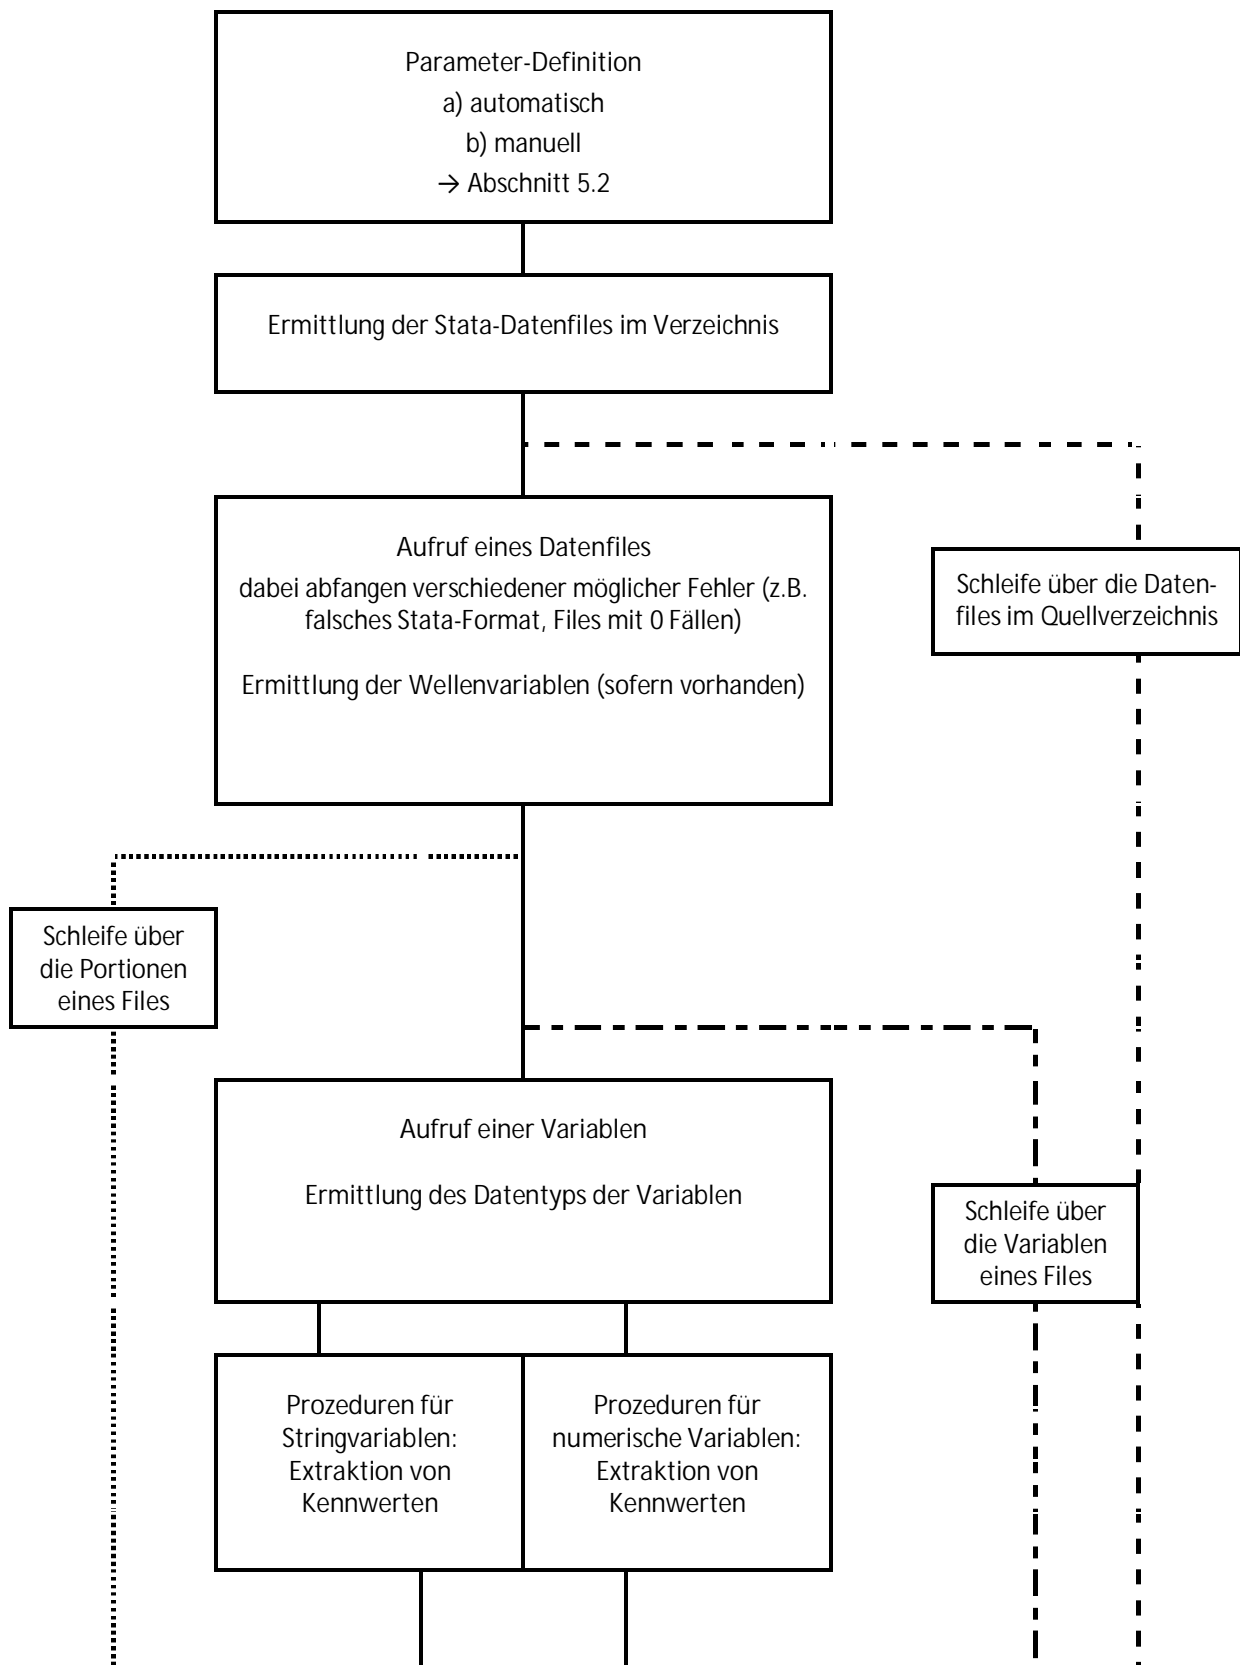 Parameter-Definition
a) automatisch
b) manuell
→ Abschnitt 5.2
Ermittlung der Stata-Datenfiles im Verzeichnis
Aufruf eines Datenfiles
dabei abfangen verschiedener möglicher Fehler (z.B.
falsches Stata-Format, Files mit 0 Fällen)
Ermittlung der Wellenvariablen (sofern vorhanden)
Schleife über die Daten-
files im Quellverzeichnis
Schleife über
die Portionen
eines Files
Aufruf einer Variablen
Ermittlung des Datentyps der Variablen
Schleife über
die Variablen
eines Files
Prozeduren für
Stringvariablen:
Extraktion von
Kennwerten
Prozeduren für
numerische Variablen:
Extraktion von
Kennwerten